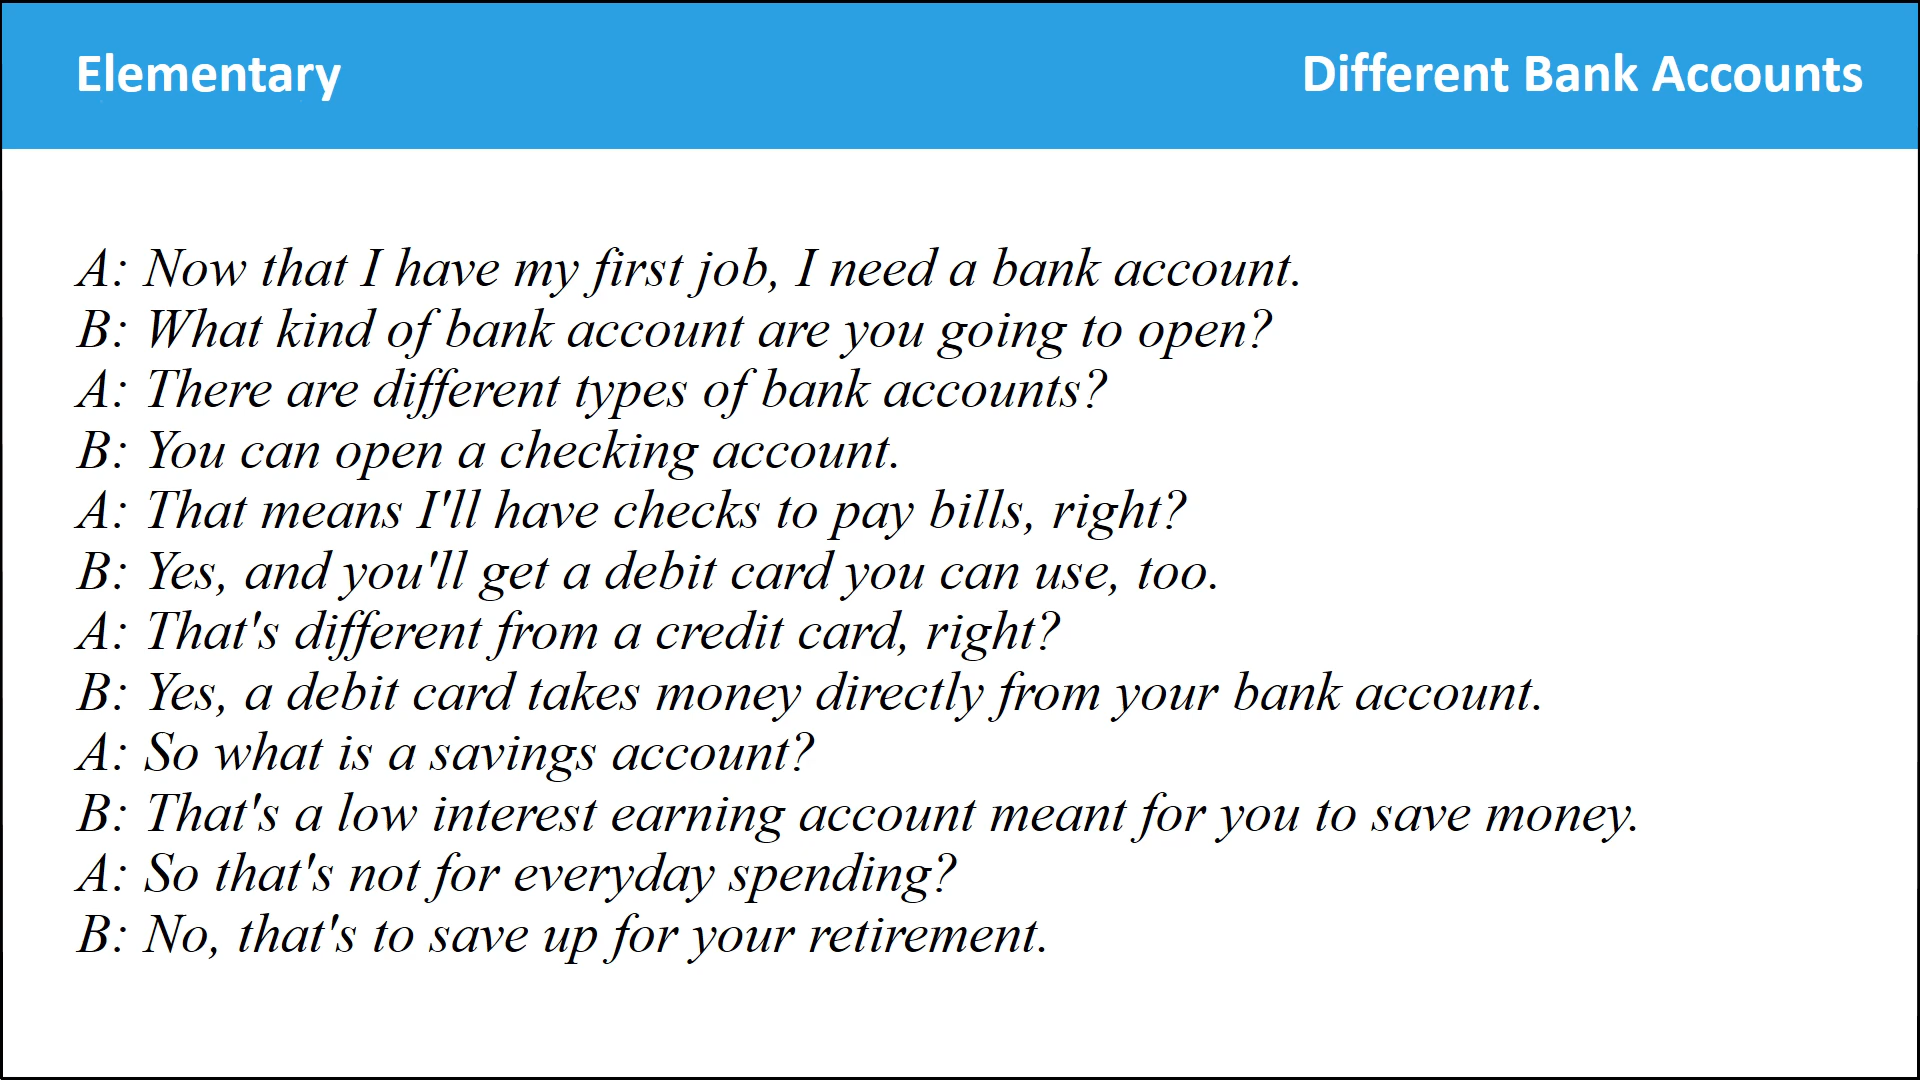 Elementary
Different Bank Accounts
A: Now that I have my first job, I need a bank account.
B: What kind of bank account are you going to open?
A: There are different types of bank accounts?
B: You can open a checking account.
A: That means I'll have checks to pay bills, right?
B: Yes, and you'll get a debit card you can use, too.
A: That's different from a credit card, right?
B: Yes, a debit card takes money directly from your bank account.
A: So what is a savings account?
B: That's a low interest earning account meant for you to save money.
A: So that's not for everyday spending?
B: No, that's to save up for your retirement.